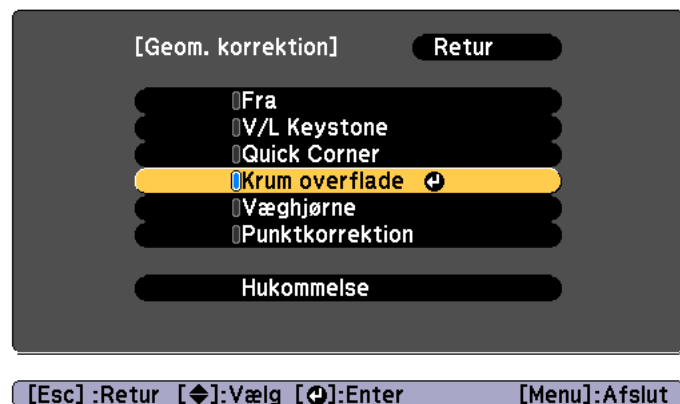 [Geom. korrektion] Retur
Fra
V/L Keystone
Quick Corner
Krum overflade
Væghjørne
Punktkorrektion
Hukommelse
[Esc] :Retur [◆]:Vælg [⏎]:Enter [Menu]:Afslut